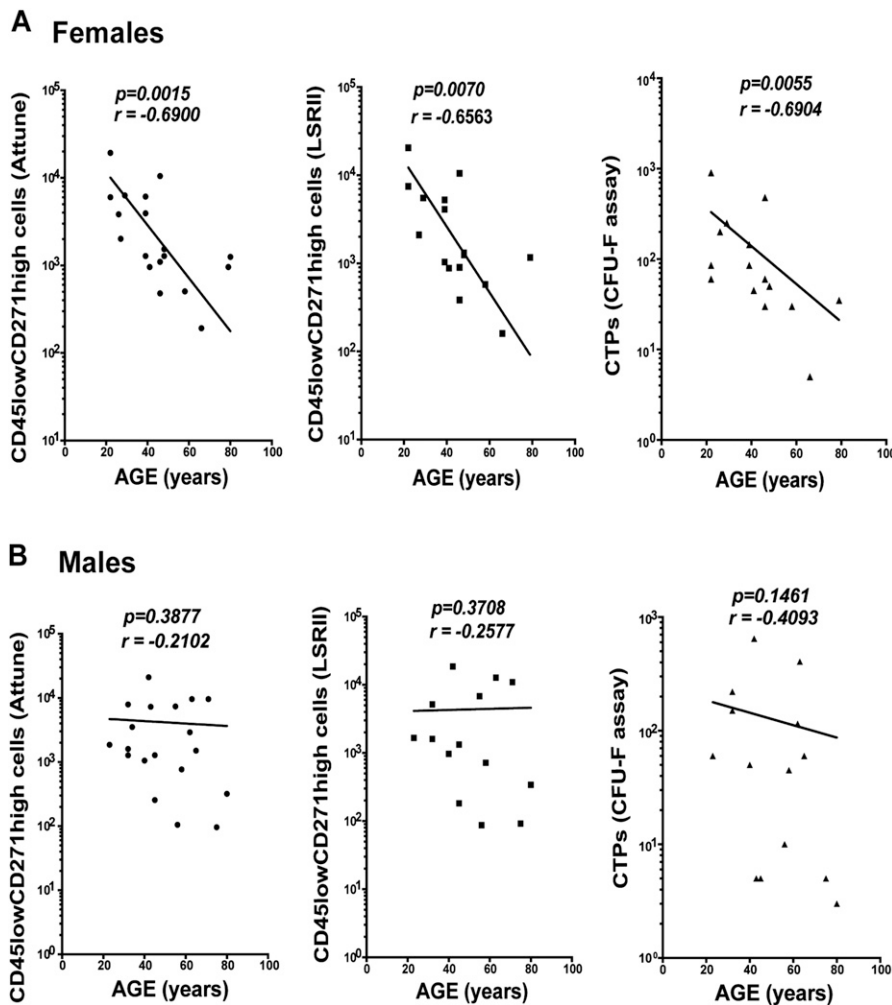 A Females
p=0.0015
r = -0.6900
CD45lowCD271high cells (Attune)
10^5
10^4
10^3
10^2
10^1
0 20 40 60 80 100
AGE (years)
p=0.0070
r = -0.6563
CD45lowCD271high cells (LSRII)
10^5
10^4
10^3
10^2
10^1
0 20 40 60 80 100
AGE (years)
p=0.0055
r = -0.6904
CTPs (CFU-F assay)
10^4
10^3
10^2
10^1
10^0
0 20 40 60 80 100
AGE (years)
B Males
p=0.3877
r = -0.2102
CD45lowCD271high cells (Attune)
10^5
10^4
10^3
10^2
10^1
10^0
0 20 40 60 80 100
AGE (years)
p=0.3708
r = -0.2577
CD45lowCD271high cells (LSRII)
10^5
10^4
10^3
10^2
10^1
10^0
0 20 40 60 80 100
AGE (years)
p=0.1461
r = -0.4093
CTPs (CFU-F assay)
10^3
10^2
10^1
10^0
0 20 40 60 80 100
AGE (years)